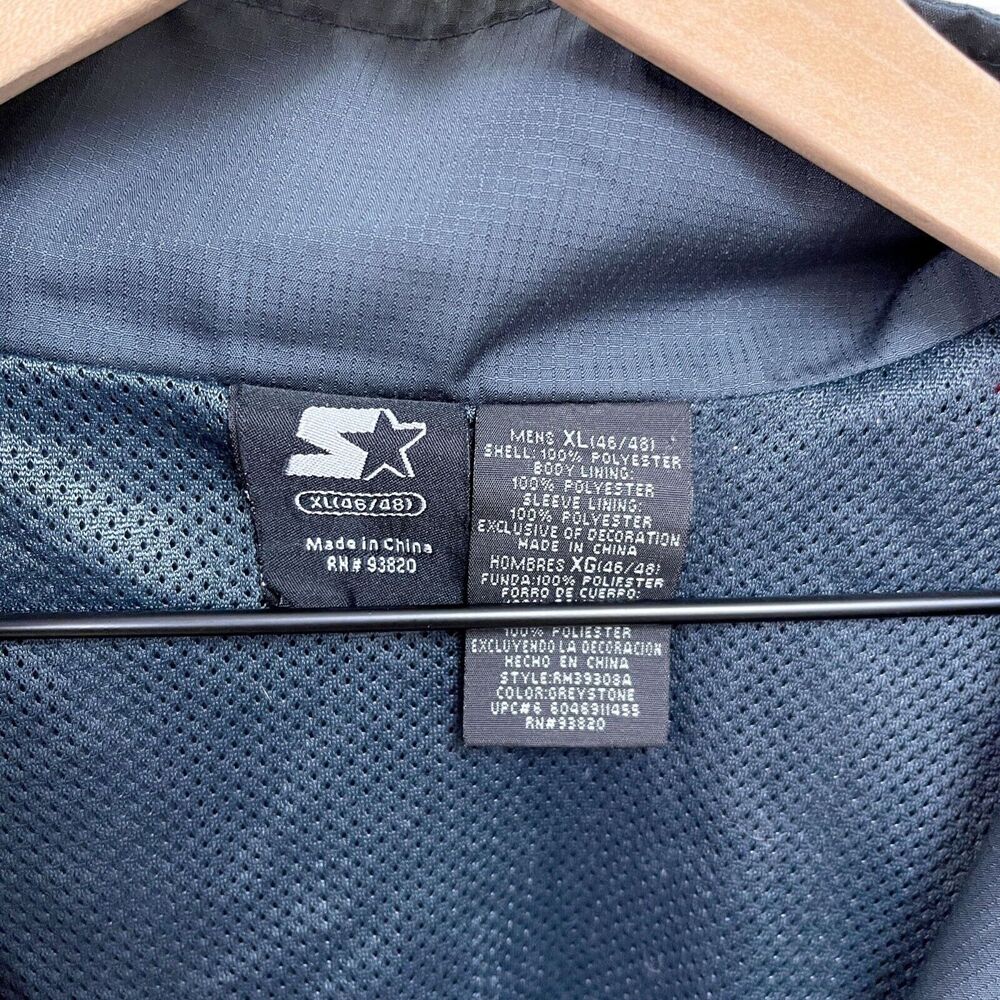 XL(46/48)
Made in China
RN# 93820
MENS XL(46/48)
SHELL: 100% POLYESTER
BODY LINING:
100% POLYESTER
SLEEVE LINING:
100% POLYESTER
EXCLUSIVE OF DECORATION
MADE IN CHINA
HOMBRES XG(46/48)
FUNDA:100% POLIESTER
FORRO DE CUERPO:
100% POLIESTER
EXCLUYENDO LA DECORACION
HECHO EN CHINA
STYLE:RM39308A
COLOR:GREYSTONE
UPC#6 6046911455
RN#93820